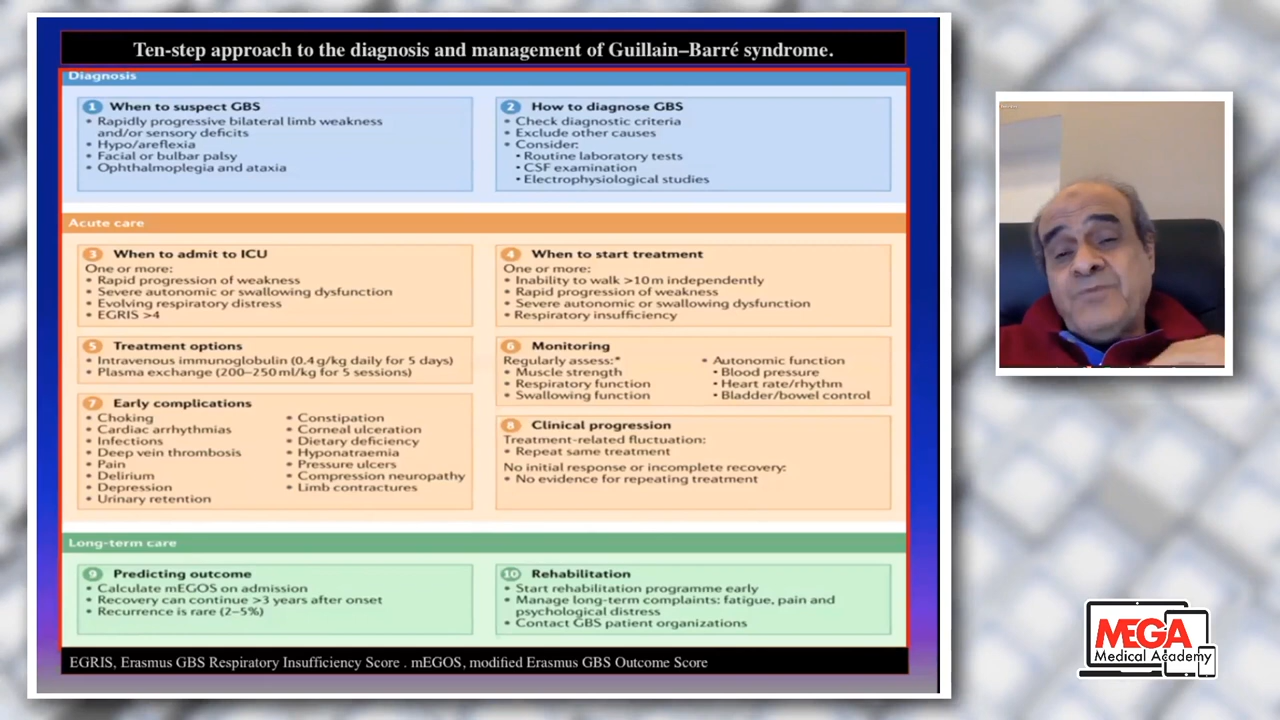 Ten-step approach to the diagnosis and management of Guillain–Barré syndrome.
Diagnosis
1 When to suspect GBS
• Rapidly progressive bilateral limb weakness
and/or sensory deficits
• Hypo/areflexia
• Facial or bulbar palsy
• Ophthalmoplegia and ataxia
2 How to diagnose GBS
• Check diagnostic criteria
• Exclude other causes
• Consider:
• Routine laboratory tests
• CSF examination
• Electrophysiological studies
Acute care
3 When to admit to ICU
One or more:
• Rapid progression of weakness
• Severe autonomic or swallowing dysfunction
• Evolving respiratory distress
• EGRIS >4
4 When to start treatment
One or more:
• Inability to walk >10 m independently
• Rapid progression of weakness
• Severe autonomic or swallowing dysfunction
• Respiratory insufficiency
5 Treatment options
• Intravenous immunoglobulin (0.4 g/kg daily for 5 days)
• Plasma exchange (200–250 ml/kg for 5 sessions)
6 Monitoring
Regularly assess:*
• Muscle strength
• Respiratory function
• Swallowing function
• Autonomic function
• Blood pressure
• Heart rate/rhythm
• Bladder/bowel control
7 Early complications
• Choking
• Cardiac arrhythmias
• Infections
• Deep vein thrombosis
• Pain
• Delirium
• Depression
• Urinary retention
• Constipation
• Corneal ulceration
• Dietary deficiency
• Hyponatraemia
• Pressure ulcers
• Compression neuropathy
• Limb contractures
8 Clinical progression
Treatment-related fluctuation:
• Repeat same treatment
No initial response or incomplete recovery:
• No evidence for repeating treatment
Long-term care
9 Predicting outcome
• Calculate mEGOS on admission
• Recovery can continue >3 years after onset
• Recurrence is rare (2–5%)
10 Rehabilitation
• Start rehabilitation programme early
• Manage long-term complaints: fatigue, pain and
psychological distress
• Contact GBS patient organizations
EGRIS, Erasmus GBS Respiratory Insufficiency Score . mEGOS, modified Erasmus GBS Outcome Score
MEGA
Medical Academy